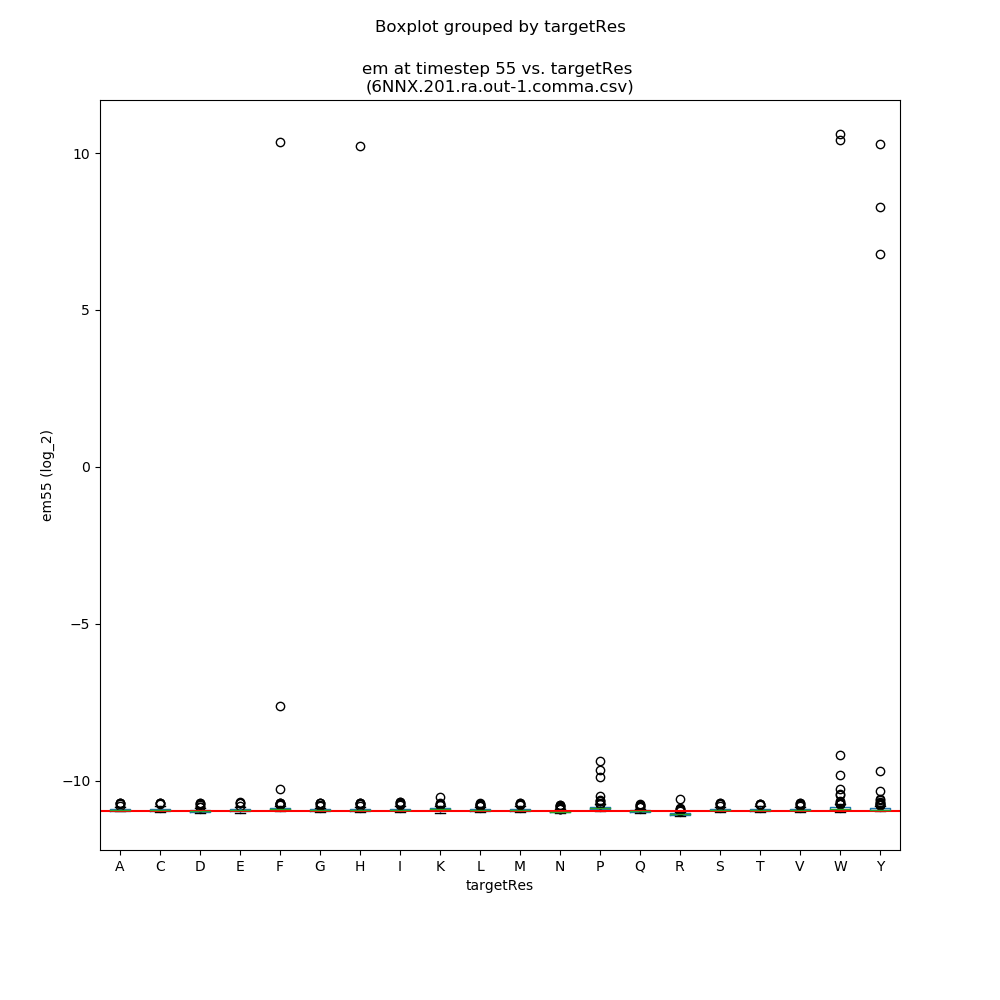 Boxplot grouped by targetRes
em at timestep 55 vs. targetRes
(6NNX.201.ra.out-1.comma.csv)
10
5
0
−5
−10
em55 (log_2)
A C D E F G H I K L M N P Q R S T V W Y
targetRes